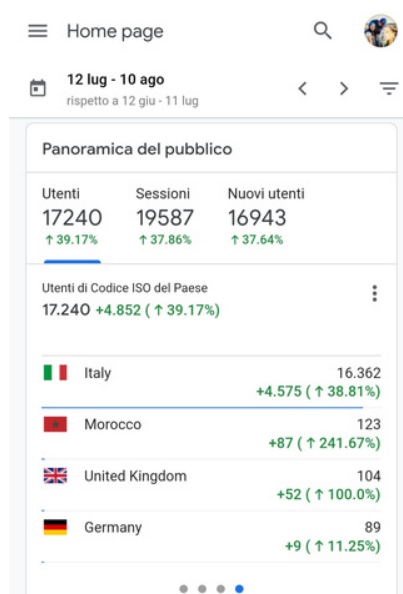 Home page
12 lug - 10 ago
rispetto a 12 giu - 11 lug
Panoramica del pubblico
Utenti Sessioni Nuovi utenti
17240 19587 16943
↑ 39.17% ↑ 37.86% ↑ 37.64%
Utenti di Codice ISO del Paese
17.240 +4.852 ( ↑ 39.17%)
Italy 16.362
+4.575 ( ↑ 38.81%)
Morocco 123
+87 ( ↑ 241.67%)
United Kingdom 104
+52 ( ↑ 100.0%)
Germany 89
+9 ( ↑ 11.25%)